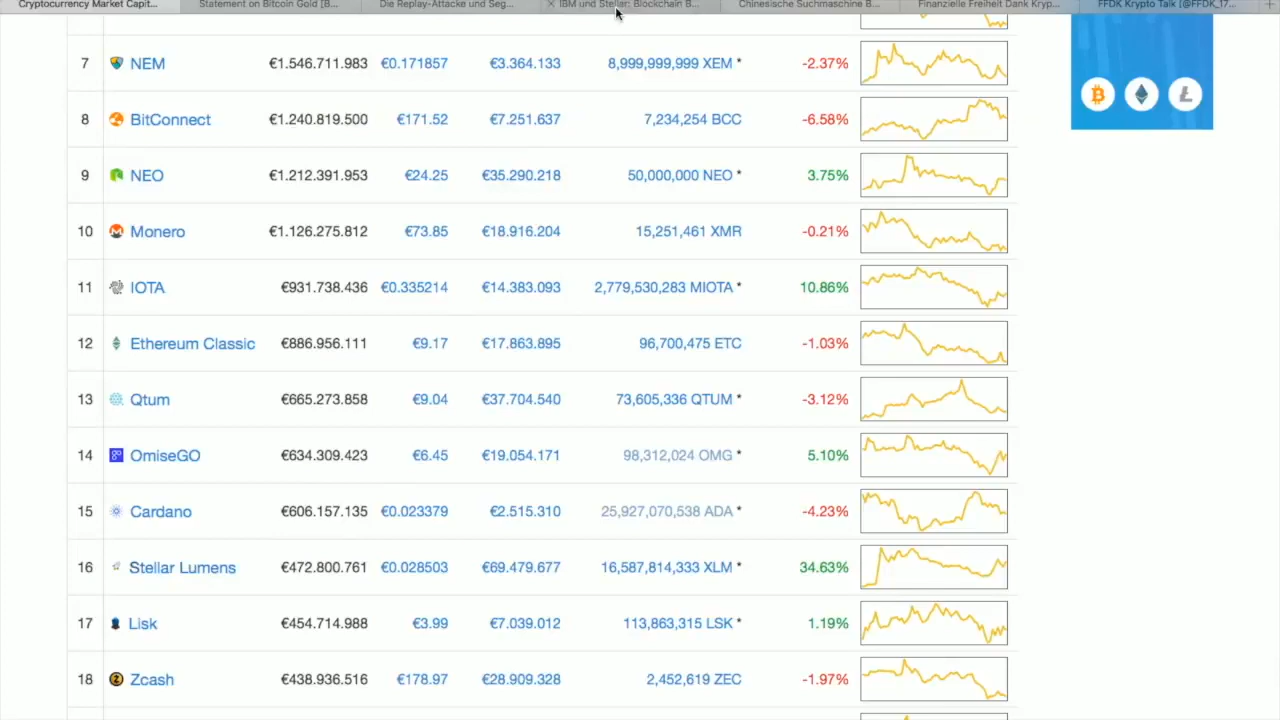 Cryptocurrency Market Capit... Statement on Bitcoin Gold [B... Die Replay-Attacke und Seg... IBM und Stellar: Blockchain B... Chinesische Suchmaschine B... Finanzielle Freiheit Dank Kryp... FFDK Krypto Talk [@FFDK_17...
7 NEM €1.546.711.983 €0.171857 €3.364.133 8,999,999,999 XEM * -2.37%
8 BitConnect €1.240.819.500 €171.52 €7.251.637 7,234,254 BCC -6.58%
9 NEO €1.212.391.953 €24.25 €35.290.218 50,000,000 NEO * 3.75%
10 Monero €1.126.275.812 €73.85 €18.916.204 15,251,461 XMR -0.21%
11 IOTA €931.738.436 €0.335214 €14.383.093 2,779,530,283 MIOTA * 10.86%
12 Ethereum Classic €886.956.111 €9.17 €17.863.895 96,700,475 ETC -1.03%
13 Qtum €665.273.858 €9.04 €37.704.540 73,605,336 QTUM * -3.12%
14 OmiseGO €634.309.423 €6.45 €19.054.171 98,312,024 OMG * 5.10%
15 Cardano €606.157.135 €0.023379 €2.515.310 25,927,070,538 ADA * -4.23%
16 Stellar Lumens €472.800.761 €0.028503 €69.479.677 16,587,814,333 XLM * 34.63%
17 Lisk €454.714.988 €3.99 €7.039.012 113,863,315 LSK * 1.19%
18 Zcash €438.936.516 €178.97 €28.909.328 2,452,619 ZEC -1.97%